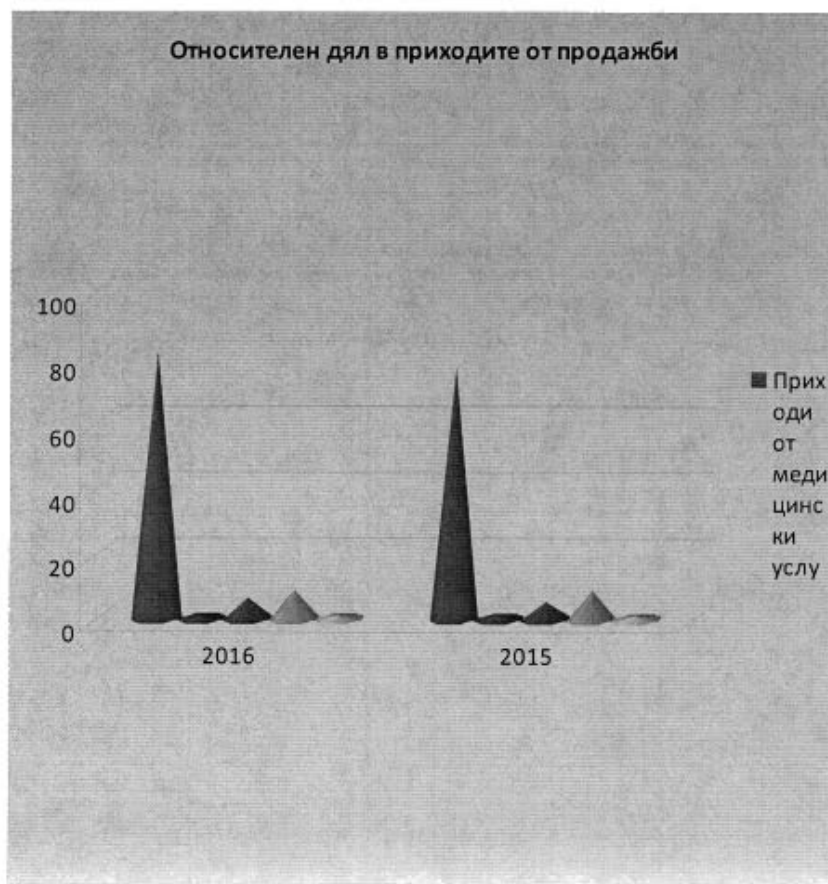 Относителен дял в приходите от продажби
100
80
60
40
20
0
2016
2015
Прих
оди
от
меди
цинс
ки
услу